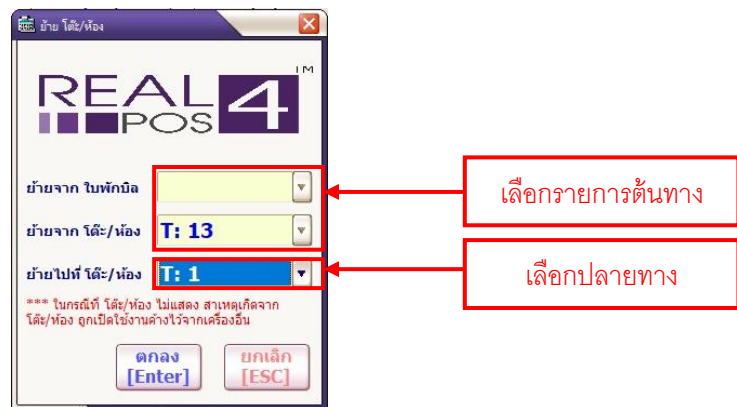 ย้าย โต๊ะ/ห้อง
REAL 4 TM
POS
ย้ายจาก ใบพักบิล
ย้ายจาก โต๊ะ/ห้อง T: 13
ย้ายไปที่ โต๊ะ/ห้อง T: 1
*** ในกรณีที่ โต๊ะ/ห้อง ไม่แสดง สาเหตุเกิดจาก
โต๊ะ/ห้อง ถูกเปิดใช้งานค้างไว้จากเครื่องอื่น
ตกลง
[Enter]
ยกเลิก
[ESC]
เลือกรายการต้นทาง
เลือกปลายทาง